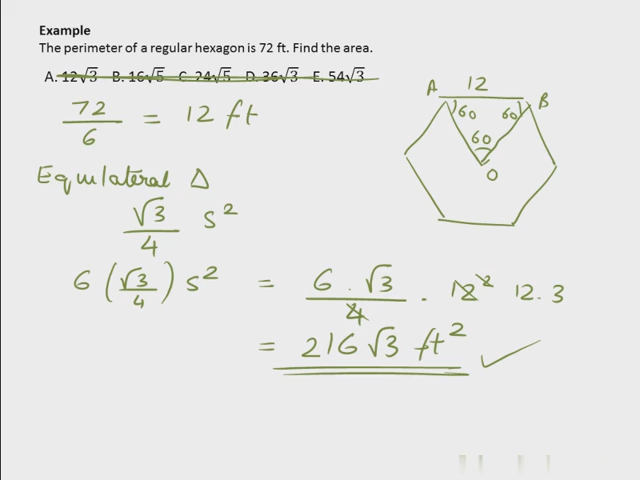 Example
The perimeter of a regular hexagon is 72 ft. Find the area.
A. 12√3 B. 16√5 C. 24√5 D. 36√3 E. 54√3
72/6 = 12 ft
A 12 B
60 60
60
O
Equilateral Δ
√3/4 s²
6 (√3/4) s² = 6 . √3/4 . 12² 12.3
= 216√3 ft² ✓